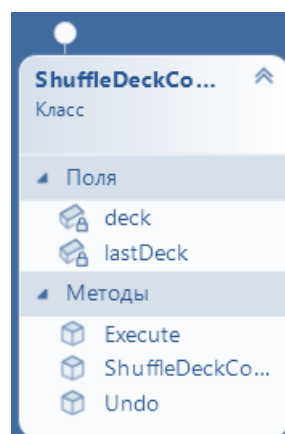 ShuffleDeckCo...
Класс
Поля
deck
lastDeck
Методы
Execute
ShuffleDeckCo...
Undo